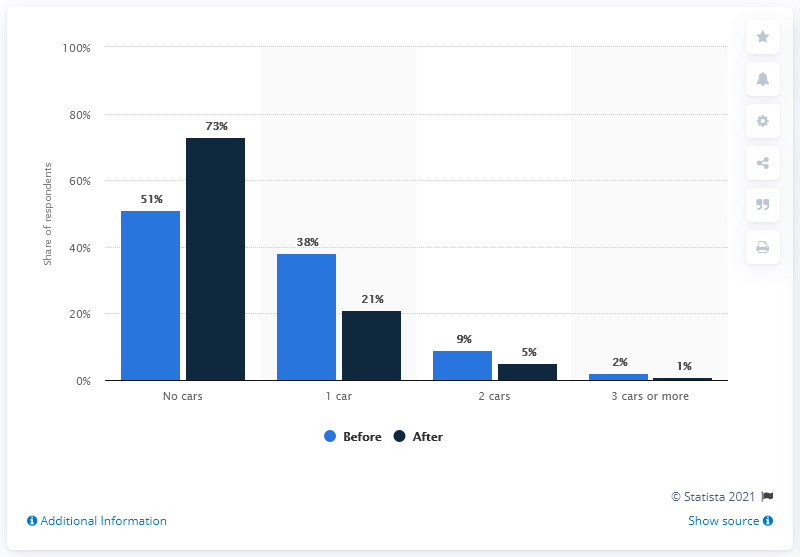 100%
80%
60%
40%
20%
0%
Share of respondents
51%
73%
38%
21%
9%
5%
2%
1%
No cars
1 car
2 cars
3 cars or more
Before
After
© Statista 2021
Additional Information
Show source